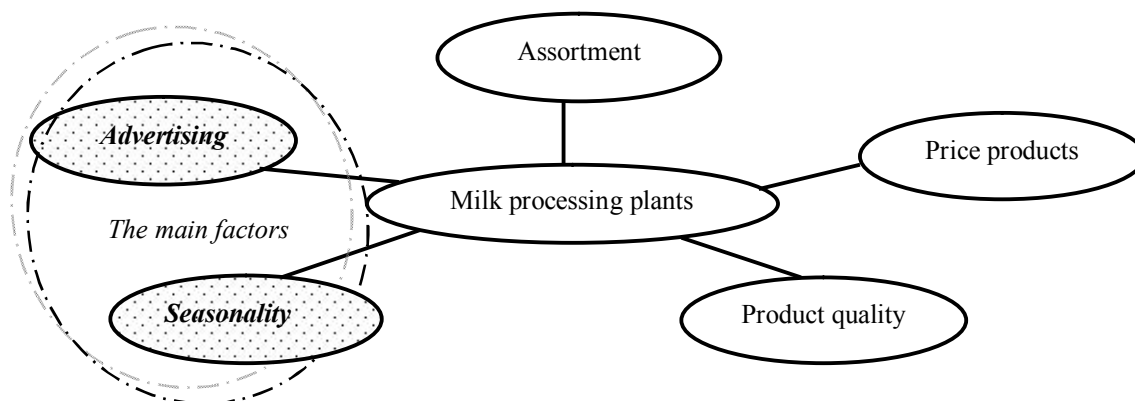 Assortment
Advertising
Price products
Milk processing plants
The main factors
Seasonality
Product quality